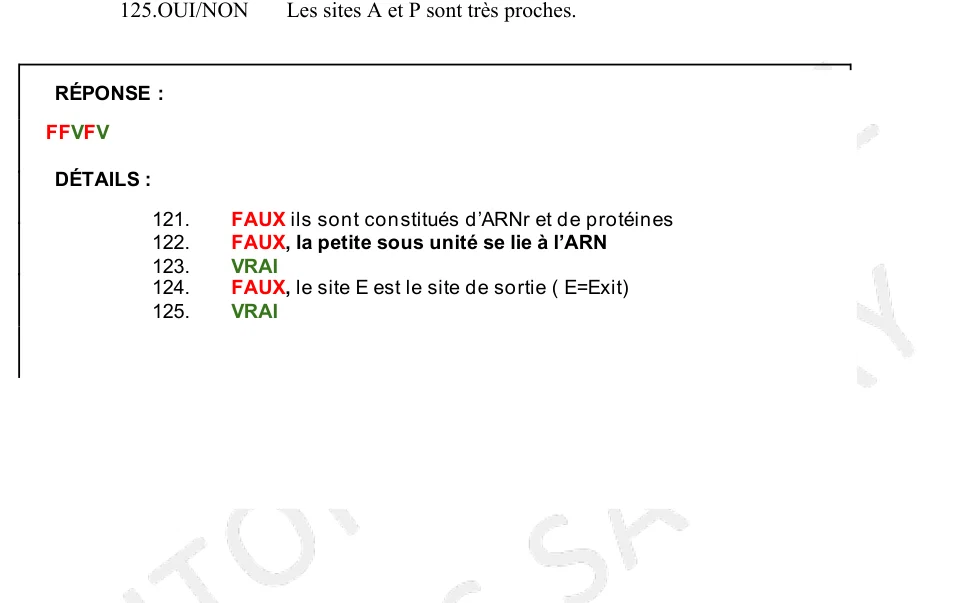 125.OUI/NON Les sites A et P sont très proches.
RÉPONSE :
FFVFV
DÉTAILS :
121. FAUX ils sont constitués d’ARNr et de protéines
122. FAUX, la petite sous unité se lie à l’ARN
123. VRAI
124. FAUX, le site E est le site de sortie ( E=Exit)
125. VRAI